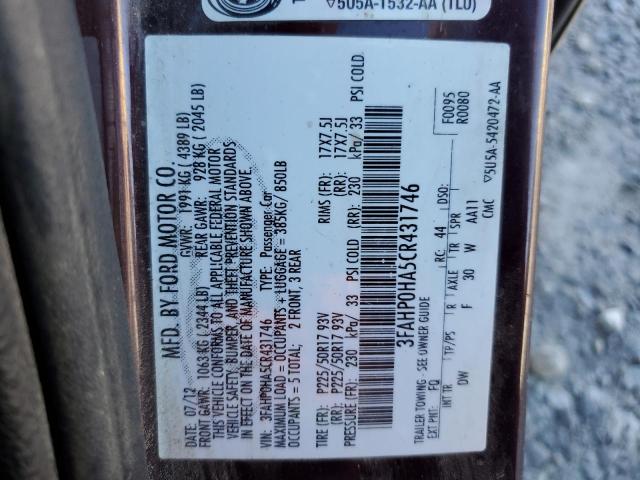 5U5A-1532-AA (TLU)
MFD. BY FORD MOTOR CO.
07/12 GVWR: 1991 KG ( 4389 LB)
FRONT GAWR: 1063 KG ( 2344 LB) REAR GAWR: 928 KG ( 2045 LB)
THIS VEHICLE CONFORMS TO ALL APPLICABLE FEDERAL MOTOR
VEHICLE SAFETY, BUMPER, AND THEFT PREVENTION STANDARDS
IN EFFECT ON THE DATE OF MANUFACTURE SHOWN ABOVE.
VIN: 3FAHP0HA5CR431746 TYPE: Passenger Car
MAXIMUM LOAD = OCCUPANTS + LUGGAGE = 385KG/ 850LB
OCCUPANTS = 5 TOTAL; 2 FRONT, 3 REAR
TIRE (FR): P225/50R17 93V RIMS (FR): 17X7.5J
TIRE (RR): P225/50R17 93V (RR): 17X7.5J
PSI COLD (FR): 230 kPa/ 33 PSI COLD (RR): 230 kPa/ 33 PSI COLD
3FAHP0HA5CR431746
TRAILER TOWING - SEE OWNER GUIDE F0095
R0080
EXT PNT: FQ RC: 44 DSO:
INT TR TP/PS R AXLE TR SPR
DW F 30 W AA11
CMC
5U5A-5420472-AA